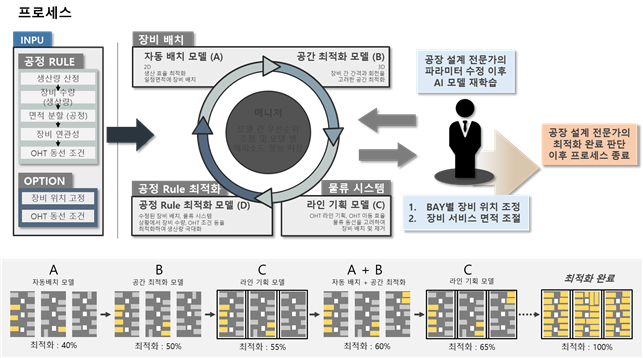 프로세스
INPU
공정 RULE
생산량 산정
장비 수량
(생산량)
면적 분할 (공정)
장비 연관성
OHT 동선 조건
OPTION
장비 위치 고정
OHT 동선 조건
장비 배치
자동 배치 모델 (A)
2D
생산 효율 최적화
일정면적에 장비 배치
공간 최적화 모델 (B)
3D
장비 간 간격과 회전을
고려한 공간 최적화
매니저
공정 Rule 최적화
공정 Rule 최적화 모델 (D)
수정된 장비 배치, 물류 시스템
상황에서 장비 수량, OHT 조건 등을
최적화하여 생산량 극대화
물류 시스템
라인 기획 모델 (C)
OHT 라인 기획, OHT 이동 효율
물류 동선을 고려하여
장비 배치 및 제거
공장 설계 전문가의
파라미터 수정 이후
AI 모델 재학습
1. BAY별 장비 위치 조정
2. 장비 서비스 면적 조절
공장 설계 전문가의
최적화 완료 판단
이후 프로세스 종료
A
자동배치 모델
최적화 : 40%
B
공간 최적화 모델
최적화 : 50%
C
라인 기획 모델
최적화 : 55%
A + B
자동 배치 + 공간 최적화
최적화 : 60%
C
라인 기획 모델
최적화 : 65%
최적화 완료
최적화 : 100%